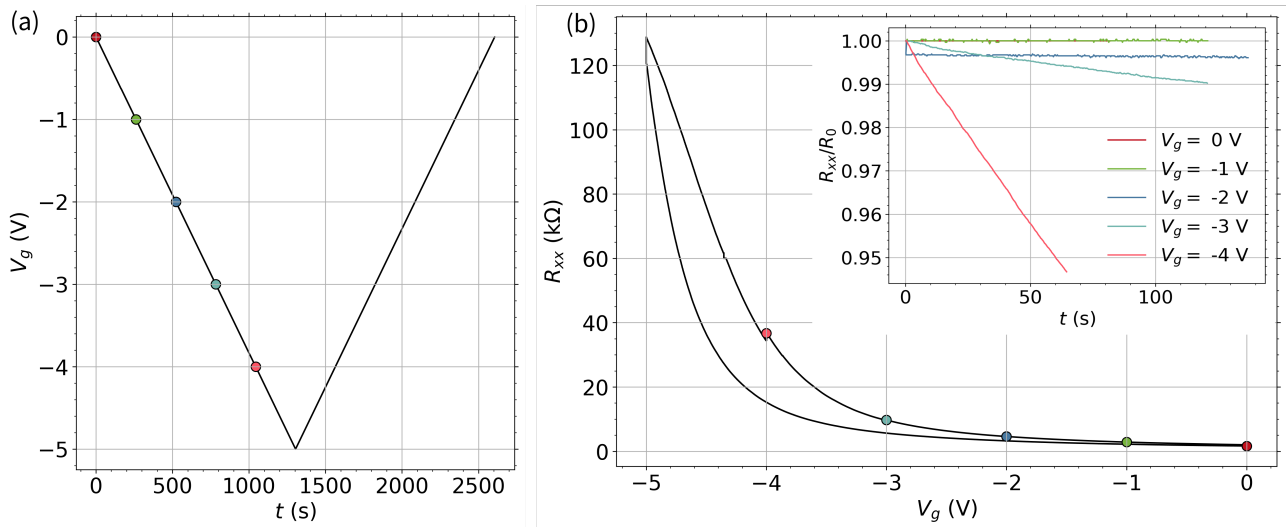 (a)
0
−1
−2
−3
−4
−5
V_g (V)
0 500 1000 1500 2000 2500
t (s)
(b)
120
100
80
60
40
20
0
R_xx (kΩ)
−5 −4 −3 −2 −1 0
V_g (V)
1.00
0.99
0.98
0.97
0.96
0.95
R_xx/R_0
0 50 100
t (s)
V_g = 0 V
V_g = -1 V
V_g = -2 V
V_g = -3 V
V_g = -4 V